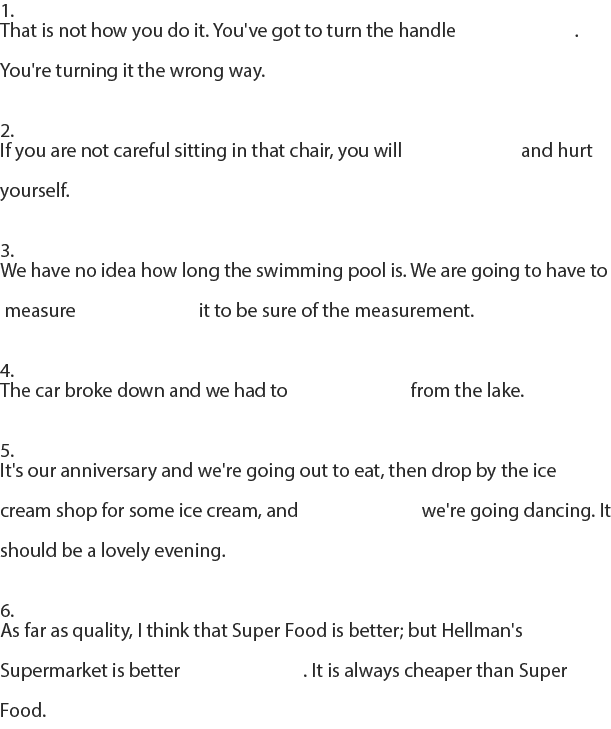 1.
That is not how you do it. You've got to turn the handle .
You're turning it the wrong way.
2.
If you are not careful sitting in that chair, you will and hurt
yourself.
3.
We have no idea how long the swimming pool is. We are going to have to
measure it to be sure of the measurement.
4.
The car broke down and we had to from the lake.
5.
It's our anniversary and we're going out to eat, then drop by the ice
cream shop for some ice cream, and we're going dancing. It
should be a lovely evening.
6.
As far as quality, I think that Super Food is better; but Hellman's
Supermarket is better . It is always cheaper than Super
Food.